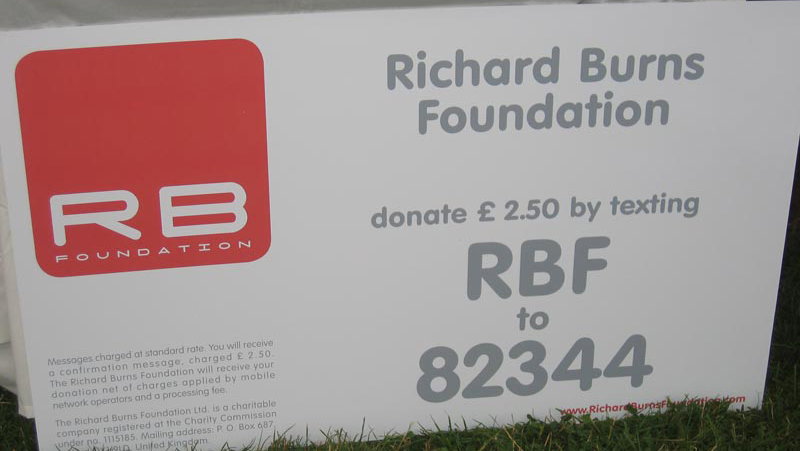 RB
FOUNDATION
Richard Burns
Foundation
donate £ 2.50 by texting
RBF
to
82344
Messages charged at standard rate. You will receive
a confirmation message, charged £ 2.50.
The Richard Burns Foundation will receive your
donation net of charges applied by mobile
network operators and a processing fee.
The Richard Burns Foundation Ltd. is a charitable
company registered at the Charity Commission
under no. 1115185. Mailing address: P. O. Box 687,
United Kingdom.
www.RichardBurnsFoundation.com